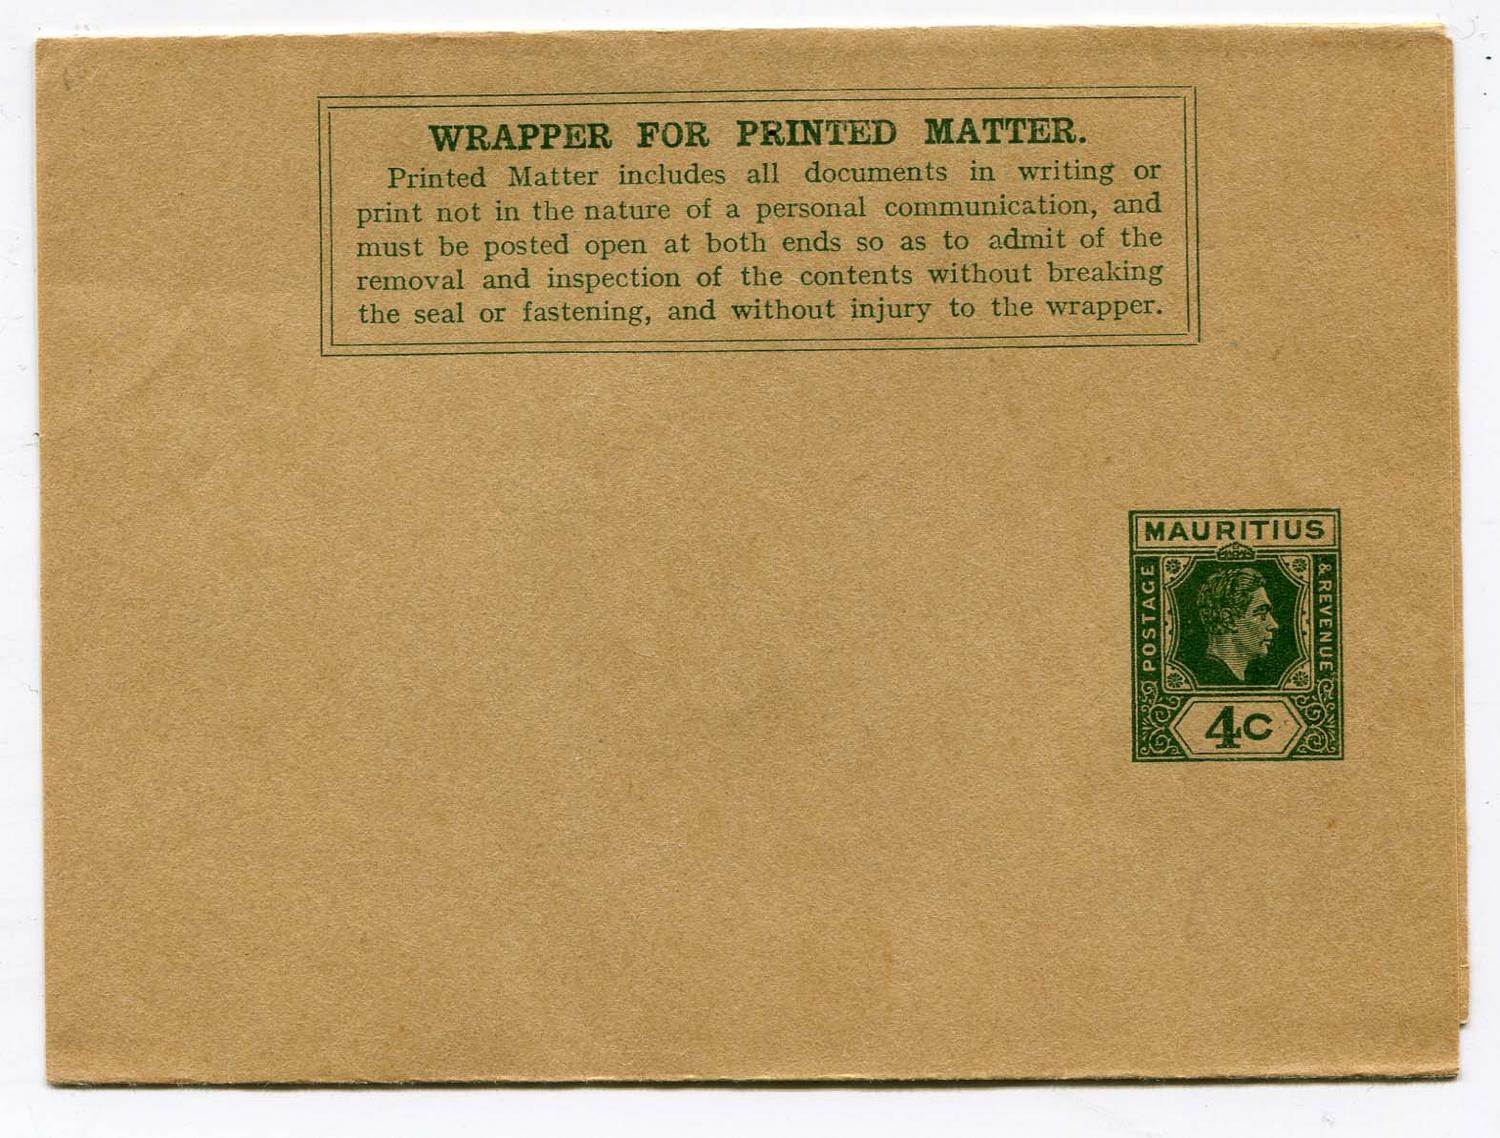 WRAPPER FOR PRINTED MATTER.
Printed Matter includes all documents in writing or
print not in the nature of a personal communication, and
must be posted open at both ends so as to admit of the
removal and inspection of the contents without breaking
the seal or fastening, and without injury to the wrapper.
MAURITIUS
POSTAGE
& REVENUE
4c